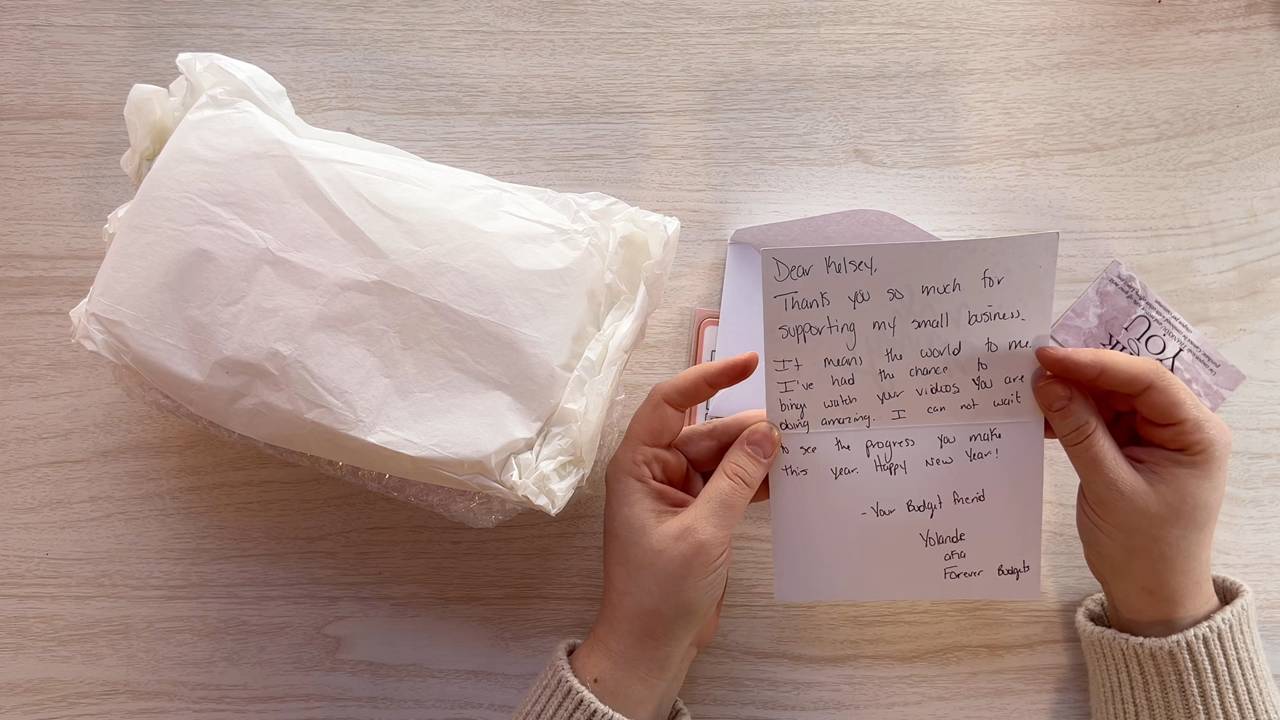 Dear Kelsey,
Thanks you so much for
supporting my small business.
It means the world to me.
I've had the chance to
binge watch your videos. You are
doing amazing. I can not wait
to see the progress you make
this year. Happy New Year!
- Your Budget friend
Yolande
aka
Forever Budgets
YOU